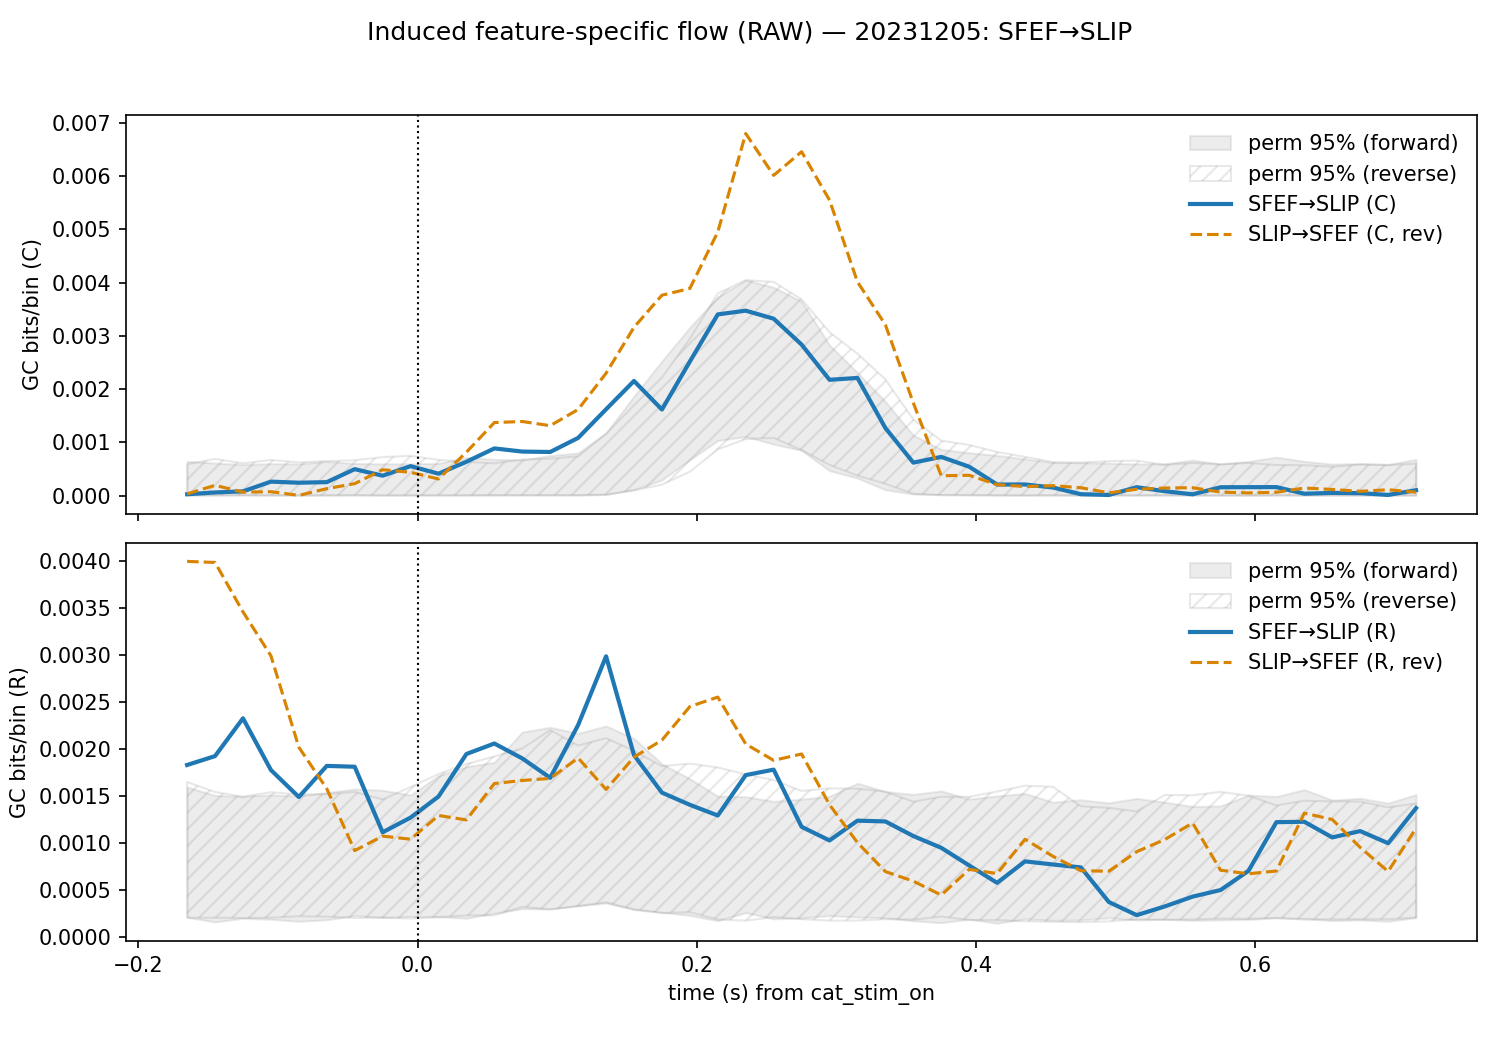 Induced feature-specific flow (RAW) — 20231205: SFEF→SLIP
GC bits/bin (C)
0.007
0.006
0.005
0.004
0.003
0.002
0.001
0.000
perm 95% (forward)
perm 95% (reverse)
SFEF→SLIP (C)
SLIP→SFEF (C, rev)
GC bits/bin (R)
0.0040
0.0035
0.0030
0.0025
0.0020
0.0015
0.0010
0.0005
0.0000
perm 95% (forward)
perm 95% (reverse)
SFEF→SLIP (R)
SLIP→SFEF (R, rev)
−0.2 0.0 0.2 0.4 0.6
time (s) from cat_stim_on